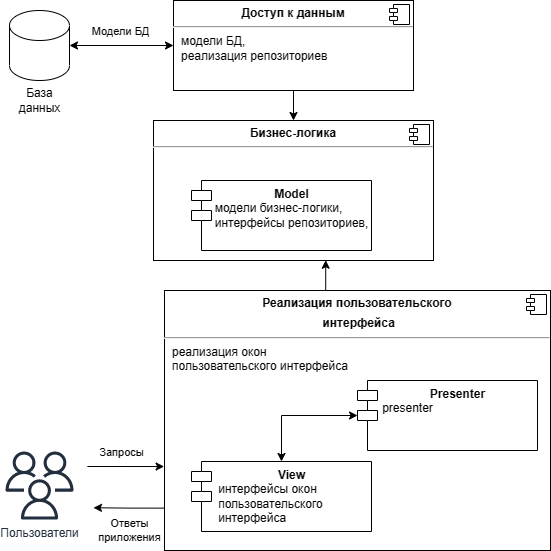 Доступ к данным
Модели БД
модели БД,
реализация репозиториев
База
данных
Бизнес-логика
Model
модели бизнес-логики,
интерфейсы репозиториев,
Реализация пользовательского
интерфейса
реализация окон
пользовательского интерфейса
Presenter
presenter
Запросы
View
интерфейсы окон
пользовательского
интерфейса
Пользователи
Ответы
приложения